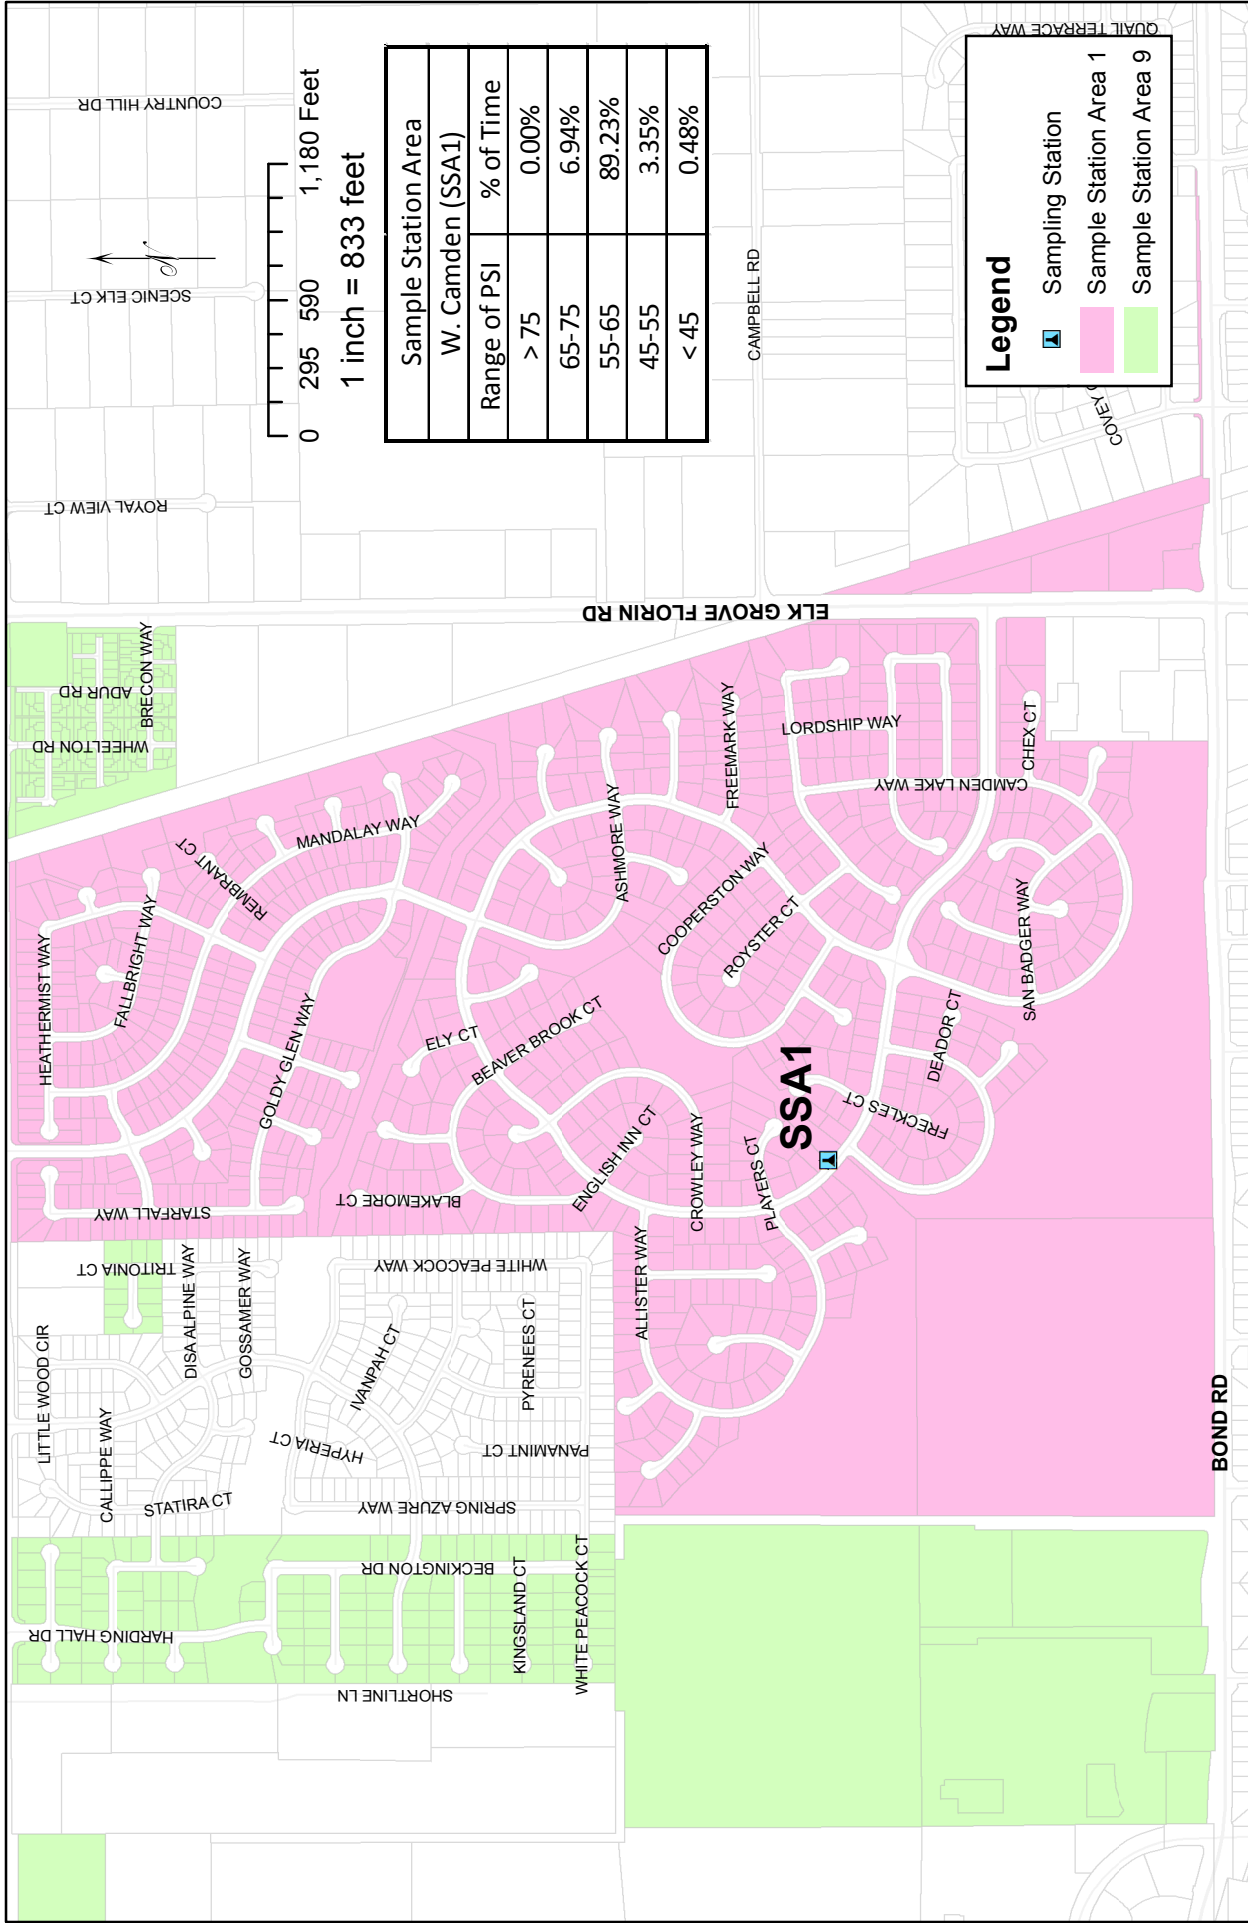 COUNTRY HILL DR
SCENIC ELK CT
ROYAL VIEW CT
0 295 590 1,180 Feet
1 inch = 833 feet
Sample Station Area
W. Camden (SSA1)
Range of PSI % of Time
> 75 0.00%
65-75 6.94%
55-65 89.23%
45-55 3.35%
< 45 0.48%
CAMPBELL RD
QUAIL TERRACE WAY
COVEY
Legend
Sampling Station
Sample Station Area 1
Sample Station Area 9
ELK GROVE FLORIN RD
BRECON WAY
ADUR RD
WHEELTON RD
REMBRANT CT
MANDALAY WAY
HEATHERMIST WAY
FALLBRIGHT WAY
GOLDY GLEN WAY
STARFALL WAY
ELY CT
BEAVER BROOK CT
BLAKEMORE CT
ENGLISH INN CT
CROWLEY WAY
PLAYERS CT
ALLISTER WAY
ASHMORE WAY
FREEMARK WAY
COOPERSTON WAY
ROYSTER CT
LORDSHIP WAY
CAMDEN LAKE WAY
CHEX CT
SAN BADGER WAY
DEADOR CT
FRECKLES CT
SSA1
TRITONIA CT
DISA ALPINE WAY
GOSSAMER WAY
WHITE PEACOCK WAY
LITTLE WOOD CIR
CALLIPPE WAY
STATIRA CT
HYPERIA CT
IVANPAH CT
PYRENEES CT
PANAMINT CT
SPRING AZURE WAY
HARDING HALL DR
BECKINGTON DR
KINGSLAND CT
WHITE PEACOCK CT
SHORTLINE LN
BOND RD